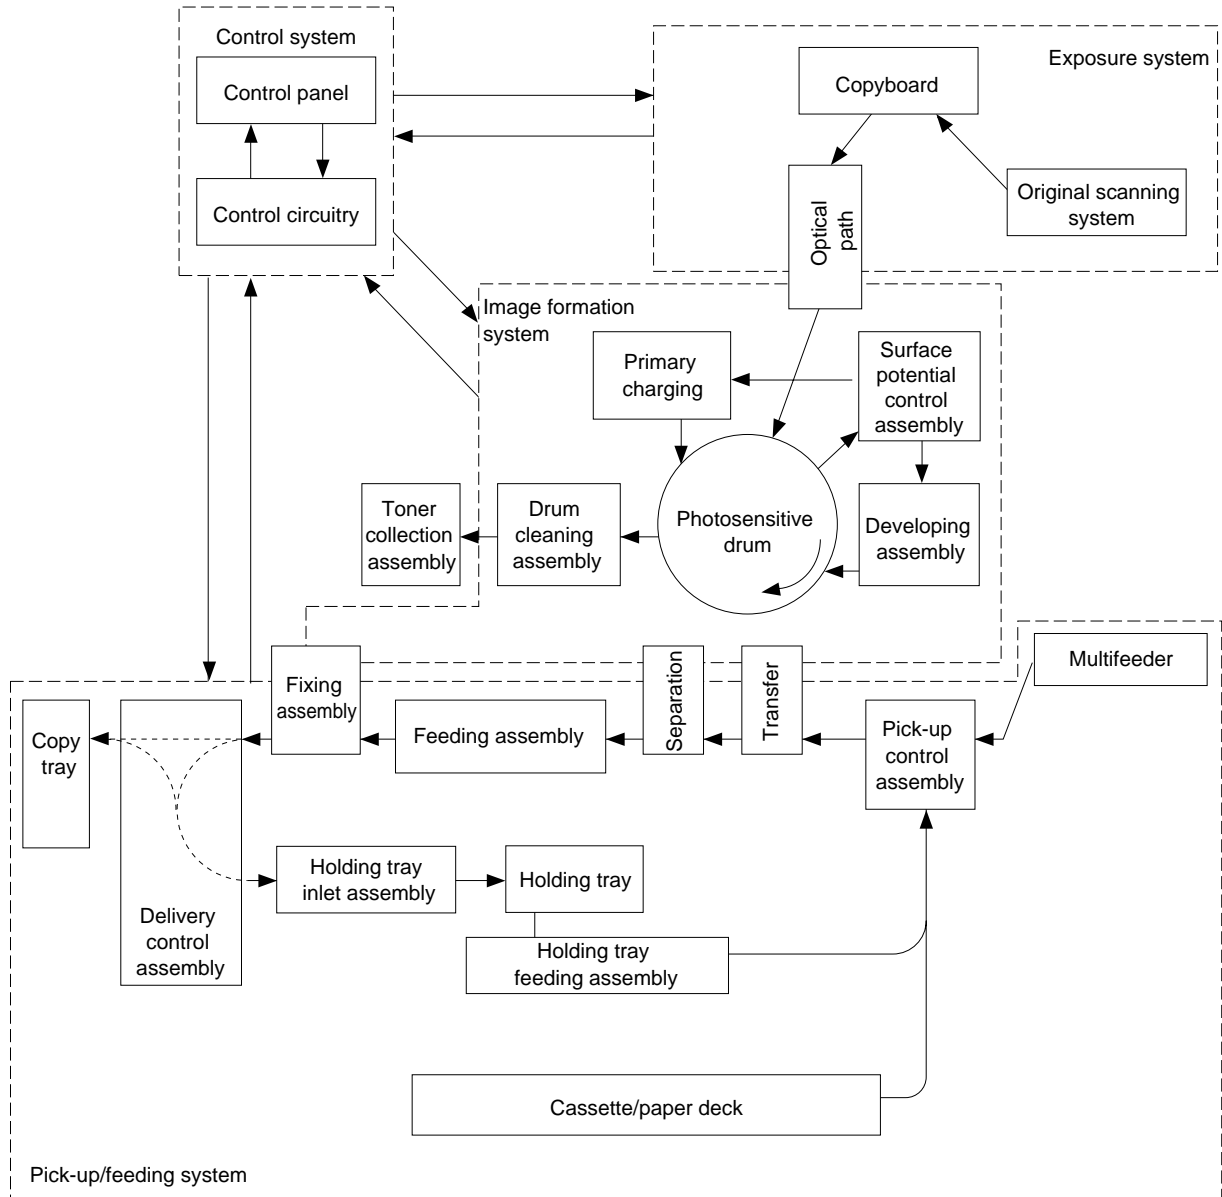 Control system
Control panel
Control circuitry
Exposure system
Copyboard
Original scanning
system
Optical
path
Image formation
system
Primary
charging
Surface
potential
control
assembly
Toner
collection
assembly
Drum
cleaning
assembly
Photosensitive
drum
Developing
assembly
Multifeeder
Fixing
assembly
Separation
Transfer
Feeding assembly
Pick-up
control
assembly
Copy
tray
Delivery
control
assembly
Holding tray
inlet assembly
Holding tray
Holding tray
feeding assembly
Cassette/paper deck
Pick-up/feeding system